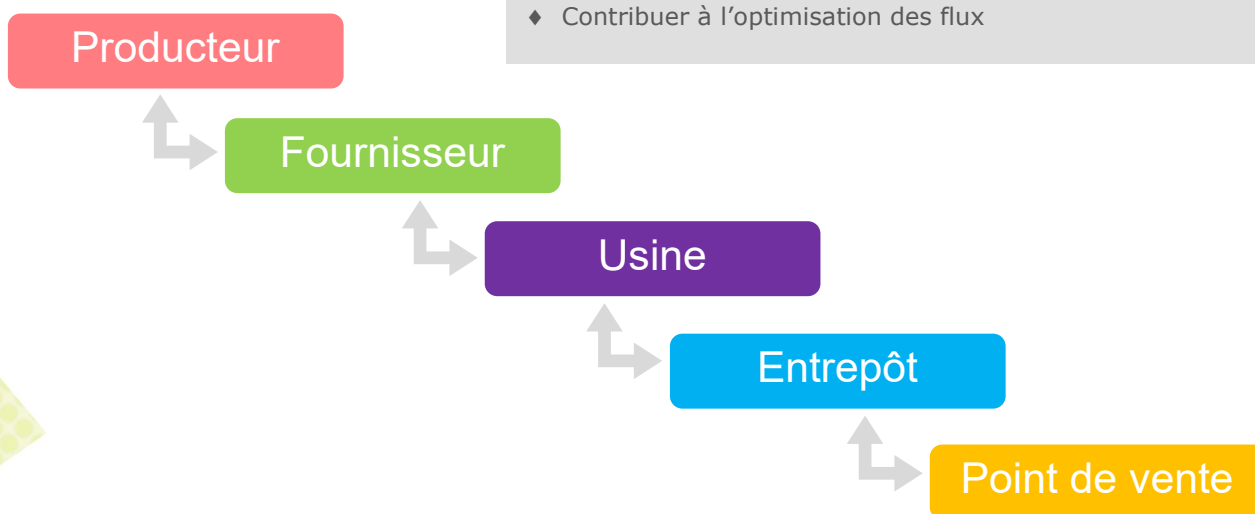 ♦ Contribuer à l’optimisation des flux
Producteur
Fournisseur
Usine
Entrepôt
Point de vente